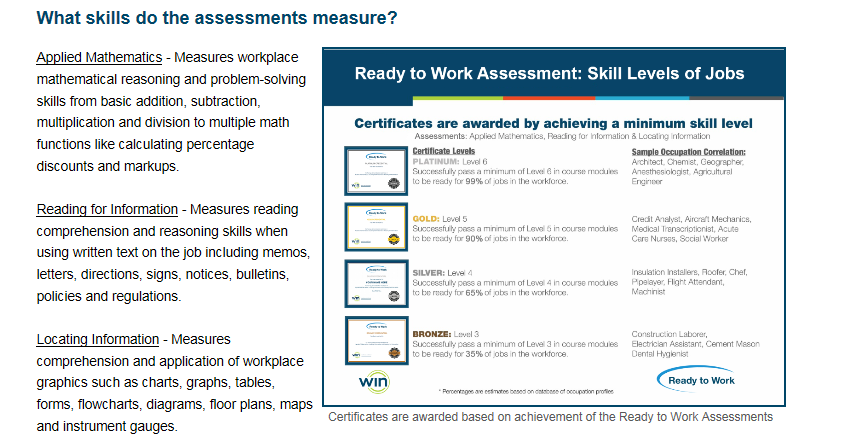 What skills do the assessments measure?
Applied Mathematics - Measures workplace
mathematical reasoning and problem-solving
skills from basic addition, subtraction,
multiplication and division to multiple math
functions like calculating percentage
discounts and markups.
Reading for Information - Measures reading
comprehension and reasoning skills when
using written text on the job including memos,
letters, directions, signs, notices, bulletins,
policies and regulations.
Locating Information - Measures
comprehension and application of workplace
graphics such as charts, graphs, tables,
forms, flowcharts, diagrams, floor plans, maps
and instrument gauges.
Ready to Work Assessment: Skill Levels of Jobs
Certificates are awarded by achieving a minimum skill level
Assessments: Applied Mathematics, Reading for Information & Locating Information
Certificate Levels
PLATINUM: Level 6
Successfully pass a minimum of Level 6 in course modules
to be ready for 99% of jobs in the workforce.
Sample Occupation Correlation:
Architect, Chemist, Geographer,
Anesthesiologist, Agricultural
Engineer
GOLD: Level 5
Successfully pass a minimum of Level 5 in course modules
to be ready for 90% of jobs in the workforce.
Credit Analyst, Aircraft Mechanics,
Medical Transcriptionist, Acute
Care Nurses, Social Worker
SILVER: Level 4
Successfully pass a minimum of Level 4 in course modules
to be ready for 65% of jobs in the workforce.
Insulation Installers, Roofer, Chef,
Pipelayer, Flight Attendant,
Machinist
BRONZE: Level 3
Successfully pass a minimum of Level 3 in course modules
to be ready for 35% of jobs in the workforce.
Construction Laborer,
Electrician Assistant, Cement Mason
Dental Hygienist
win
* Percentages are estimates based on database of occupation profiles
Ready to Work
Certificates are awarded based on achievement of the Ready to Work Assessments